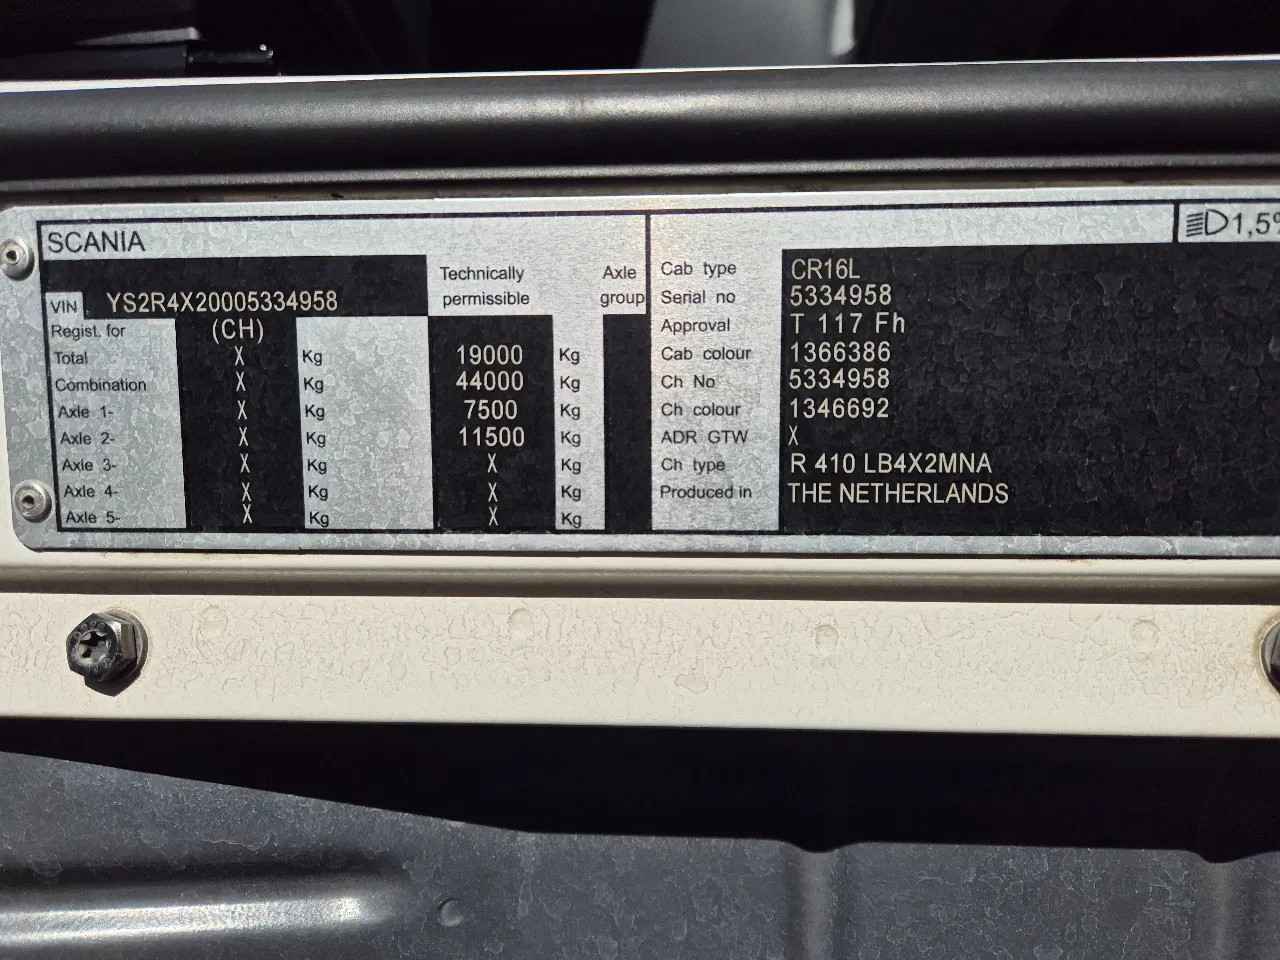 SCANIA
1,5%
VIN YS2R4X20005334958
Technically permissible
Axle group
Regist. for (CH)
Total X Kg 19000 Kg
Combination X Kg 44000 Kg
Axle 1- X Kg 7500 Kg
Axle 2- X Kg 11500 Kg
Axle 3- X Kg X Kg
Axle 4- X Kg X Kg
Axle 5- X Kg X Kg
Cab type CR16L
Serial no 5334958
Approval T 117 Fh
Cab colour 1366386
Ch No 5334958
Ch colour 1346692
ADR GTW X
Ch type R 410 LB4X2MNA
Produced in THE NETHERLANDS